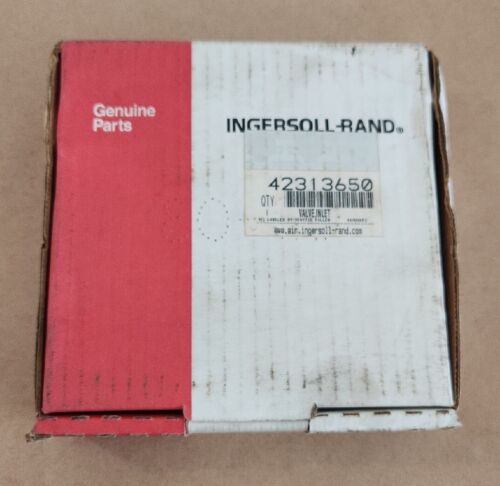 Genuine
Parts
INGERSOLL-RAND®
42313650
QTY
VALVE,INLET
www.air.ingersoll-rand.com